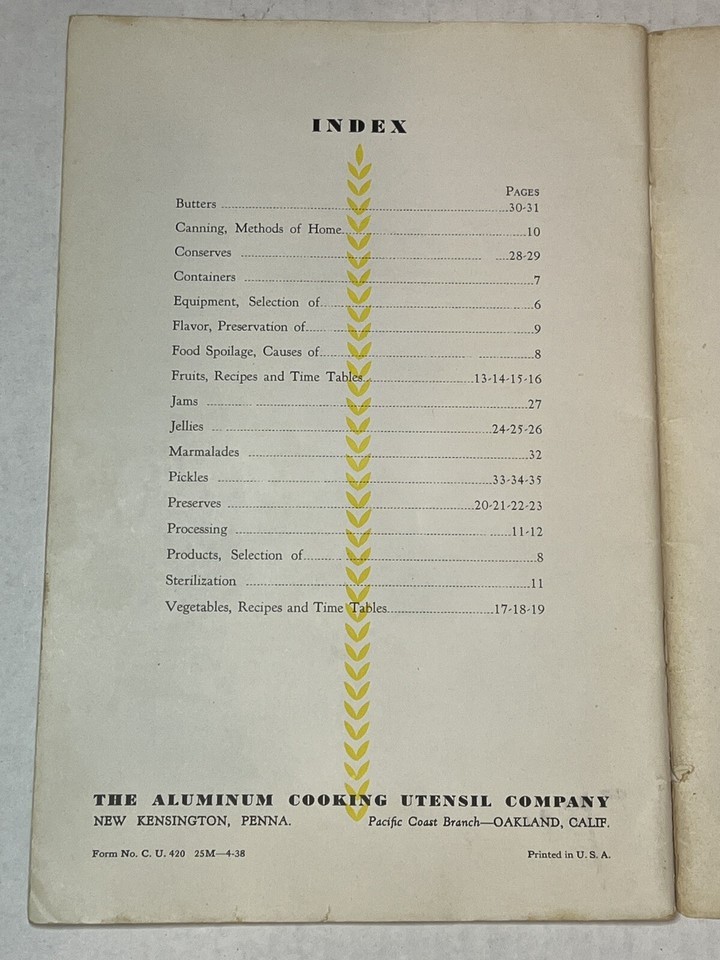 INDEX
PAGES
Butters 30-31
Canning, Methods of Home 10
Conserves 28-29
Containers 7
Equipment, Selection of 6
Flavor, Preservation of 9
Food Spoilage, Causes of 8
Fruits, Recipes and Time Tables 13-14-15-16
Jams 27
Jellies 24-25-26
Marmalades 32
Pickles 33-34-35
Preserves 20-21-22-23
Processing 11-12
Products, Selection of 8
Sterilization 11
Vegetables, Recipes and Time Tables 17-18-19
THE ALUMINUM COOKING UTENSIL COMPANY
NEW KENSINGTON, PENNA. Pacific Coast Branch—OAKLAND, CALIF.
Form No. C. U. 420 25M—4-38 Printed in U. S. A.